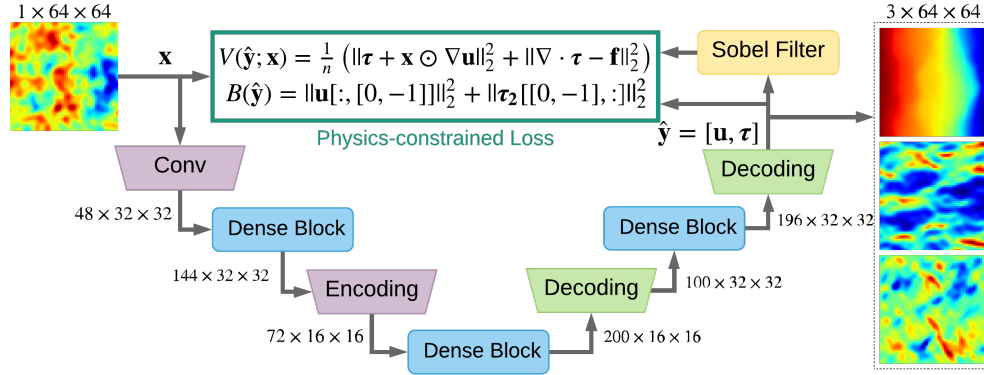 1 × 64 × 64
3 × 64 × 64
x
V(ŷ; x) = 1/n (||τ + x ⊙ ∇u||₂² + ||∇ · τ − f||₂²)
B(ŷ) = ||u[:, [0, −1]]||₂² + ||τ₂[[0, −1], :]||₂²
Sobel Filter
Physics-constrained Loss
ŷ = [u, τ]
Conv
Decoding
48 × 32 × 32
196 × 32 × 32
Dense Block
Dense Block
144 × 32 × 32
100 × 32 × 32
Encoding
Decoding
72 × 16 × 16
200 × 16 × 16
Dense Block